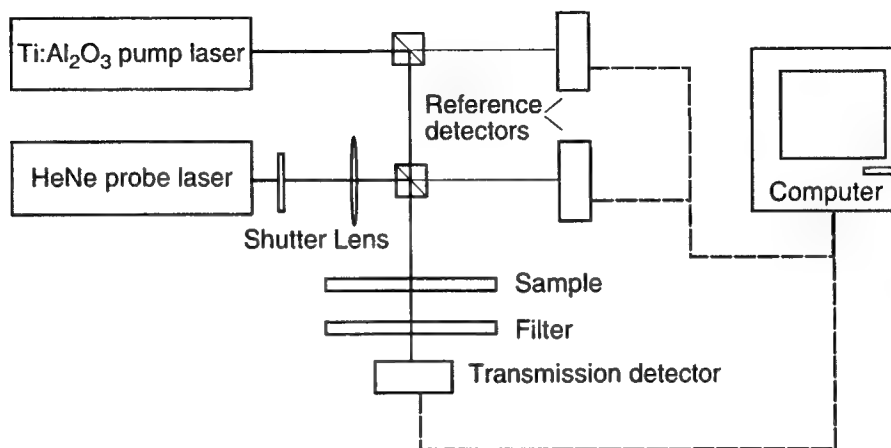 Ti:Al₂O₃ pump laser
Reference
detectors
HeNe probe laser
Computer
Shutter Lens
Sample
Filter
Transmission detector